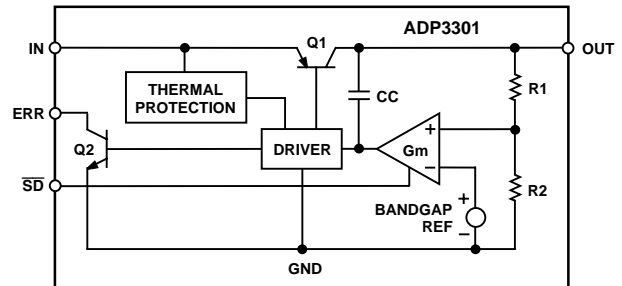 ADP3301
IN
Q1
OUT
THERMAL
PROTECTION
CC
R1
ERR
Q2
DRIVER
+
Gm
–
SD
R2
BANDGAP
REF
+
–
GND